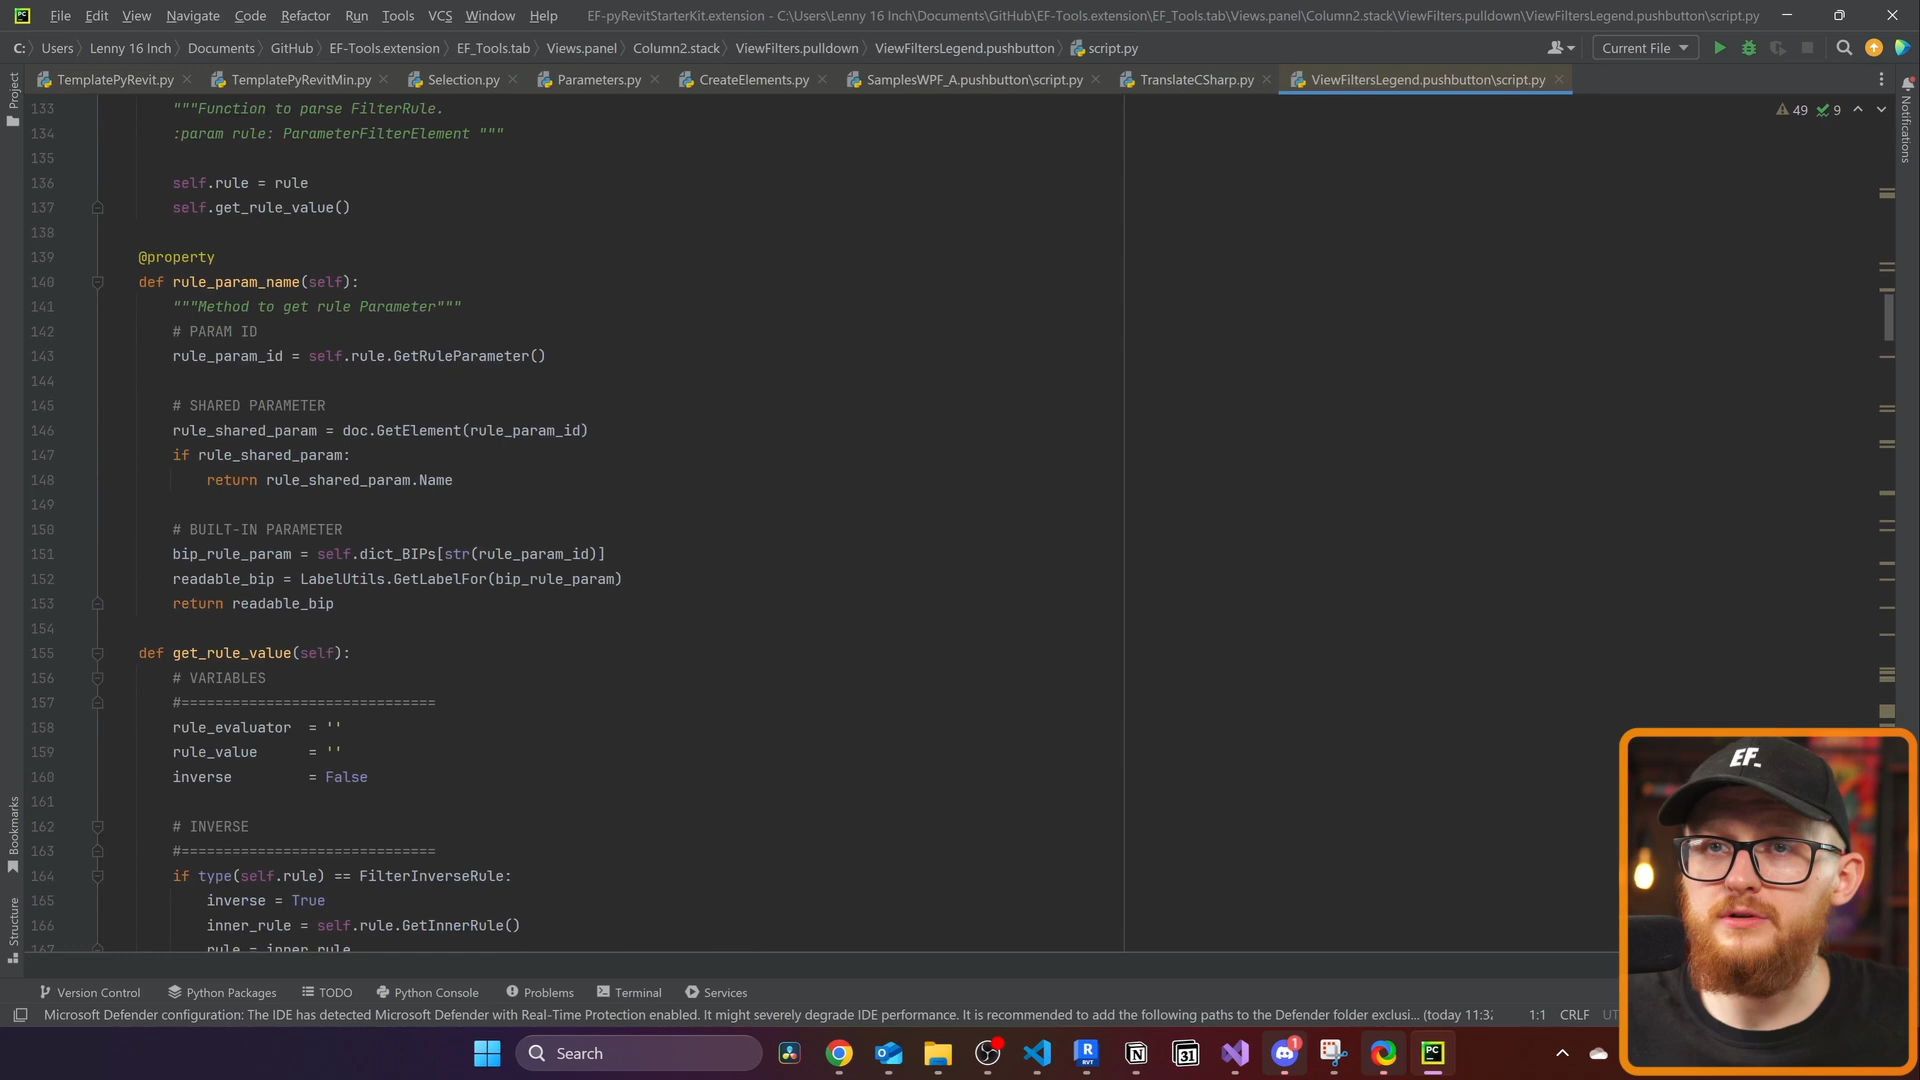 File Edit View Navigate Code Refactor Run Tools VCS Window Help EF-pyRevitStarterKit.extension - C:\Users\Lenny 16 Inch\Documents\GitHub\EF-Tools.extension\EF_Tools.tab\Views.panel\Column2.stack\ViewFilters.pulldown\ViewFiltersLegend.pushbutton\script.py
C: Users Lenny 16 Inch Documents GitHub EF-Tools.extension EF_Tools.tab Views.panel Column2.stack ViewFilters.pulldown ViewFiltersLegend.pushbutton script.py Current File
TemplatePyRevit.py TemplatePyRevitMin.py Selection.py Parameters.py CreateElements.py SamplesWPF_A.pushbutton\script.py TranslateCSharp.py ViewFiltersLegend.pushbutton\script.py
Project
Notifications
49 9
133 """Function to parse FilterRule.
134 :param rule: ParameterFilterElement """
135
136 self.rule = rule
137 self.get_rule_value()
138
139 @property
140 def rule_param_name(self):
141 """Method to get rule Parameter"""
142 # PARAM ID
143 rule_param_id = self.rule.GetRuleParameter()
144
145 # SHARED PARAMETER
146 rule_shared_param = doc.GetElement(rule_param_id)
147 if rule_shared_param:
148 return rule_shared_param.Name
149
150 # BUILT-IN PARAMETER
151 bip_rule_param = self.dict_BIPs[str(rule_param_id)]
152 readable_bip = LabelUtils.GetLabelFor(bip_rule_param)
153 return readable_bip
154
155 def get_rule_value(self):
156 # VARIABLES
157 #==============================
158 rule_evaluator = ''
159 rule_value = ''
160 inverse = False
161
162 # INVERSE
163 #==============================
164 if type(self.rule) == FilterInverseRule:
165 inverse = True
166 inner_rule = self.rule.GetInnerRule()
167 rule = inner_rule
Bookmarks
Structure
EF_
Version Control Python Packages TODO Python Console Problems Terminal Services
Microsoft Defender configuration: The IDE has detected Microsoft Defender with Real-Time Protection enabled. It might severely degrade IDE performance. It is recommended to add the following paths to the Defender folder exclusi... (today 11:32 1:1 CRLF UT
Search
RVT
31
1
PC